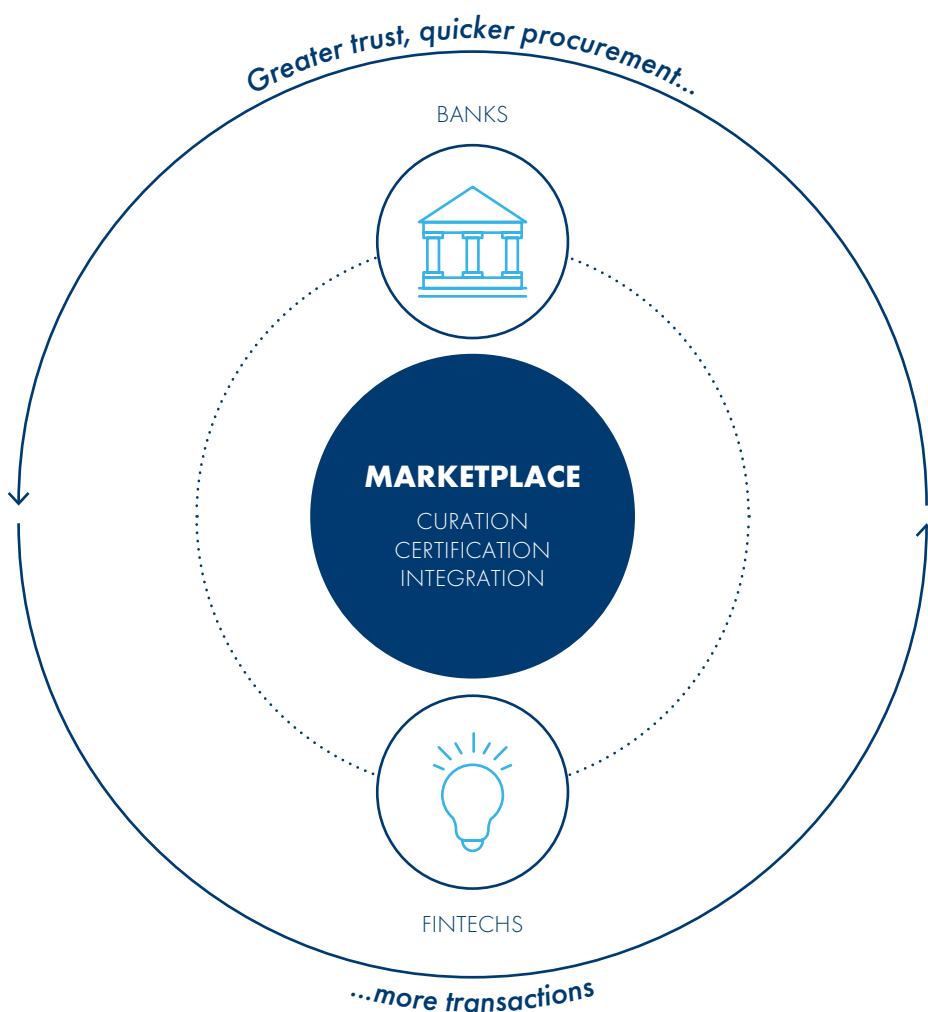 Greater trust, quicker procurement...
BANKS
MARKETPLACE
CURATION
CERTIFICATION
INTEGRATION
FINTECHS
...more transactions